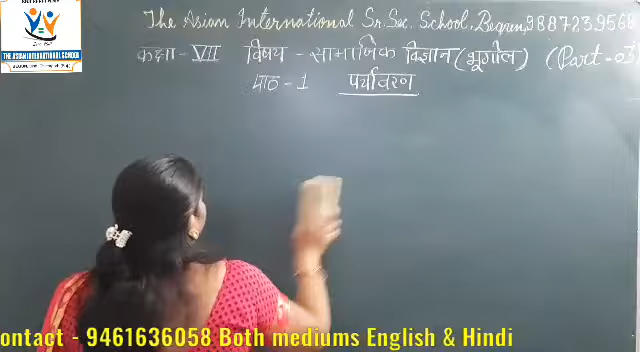 The Asian International Sr. Sec. School, Begun, 9887239568
कक्षा - VII विषय - सामाजिक विज्ञान (भूगोल) (Part-03)
पाठ - 1 पर्यावरण
THE ASIAN INTERNATIONAL SCHOOL
ontact - 9461636058 Both mediums English & Hindi